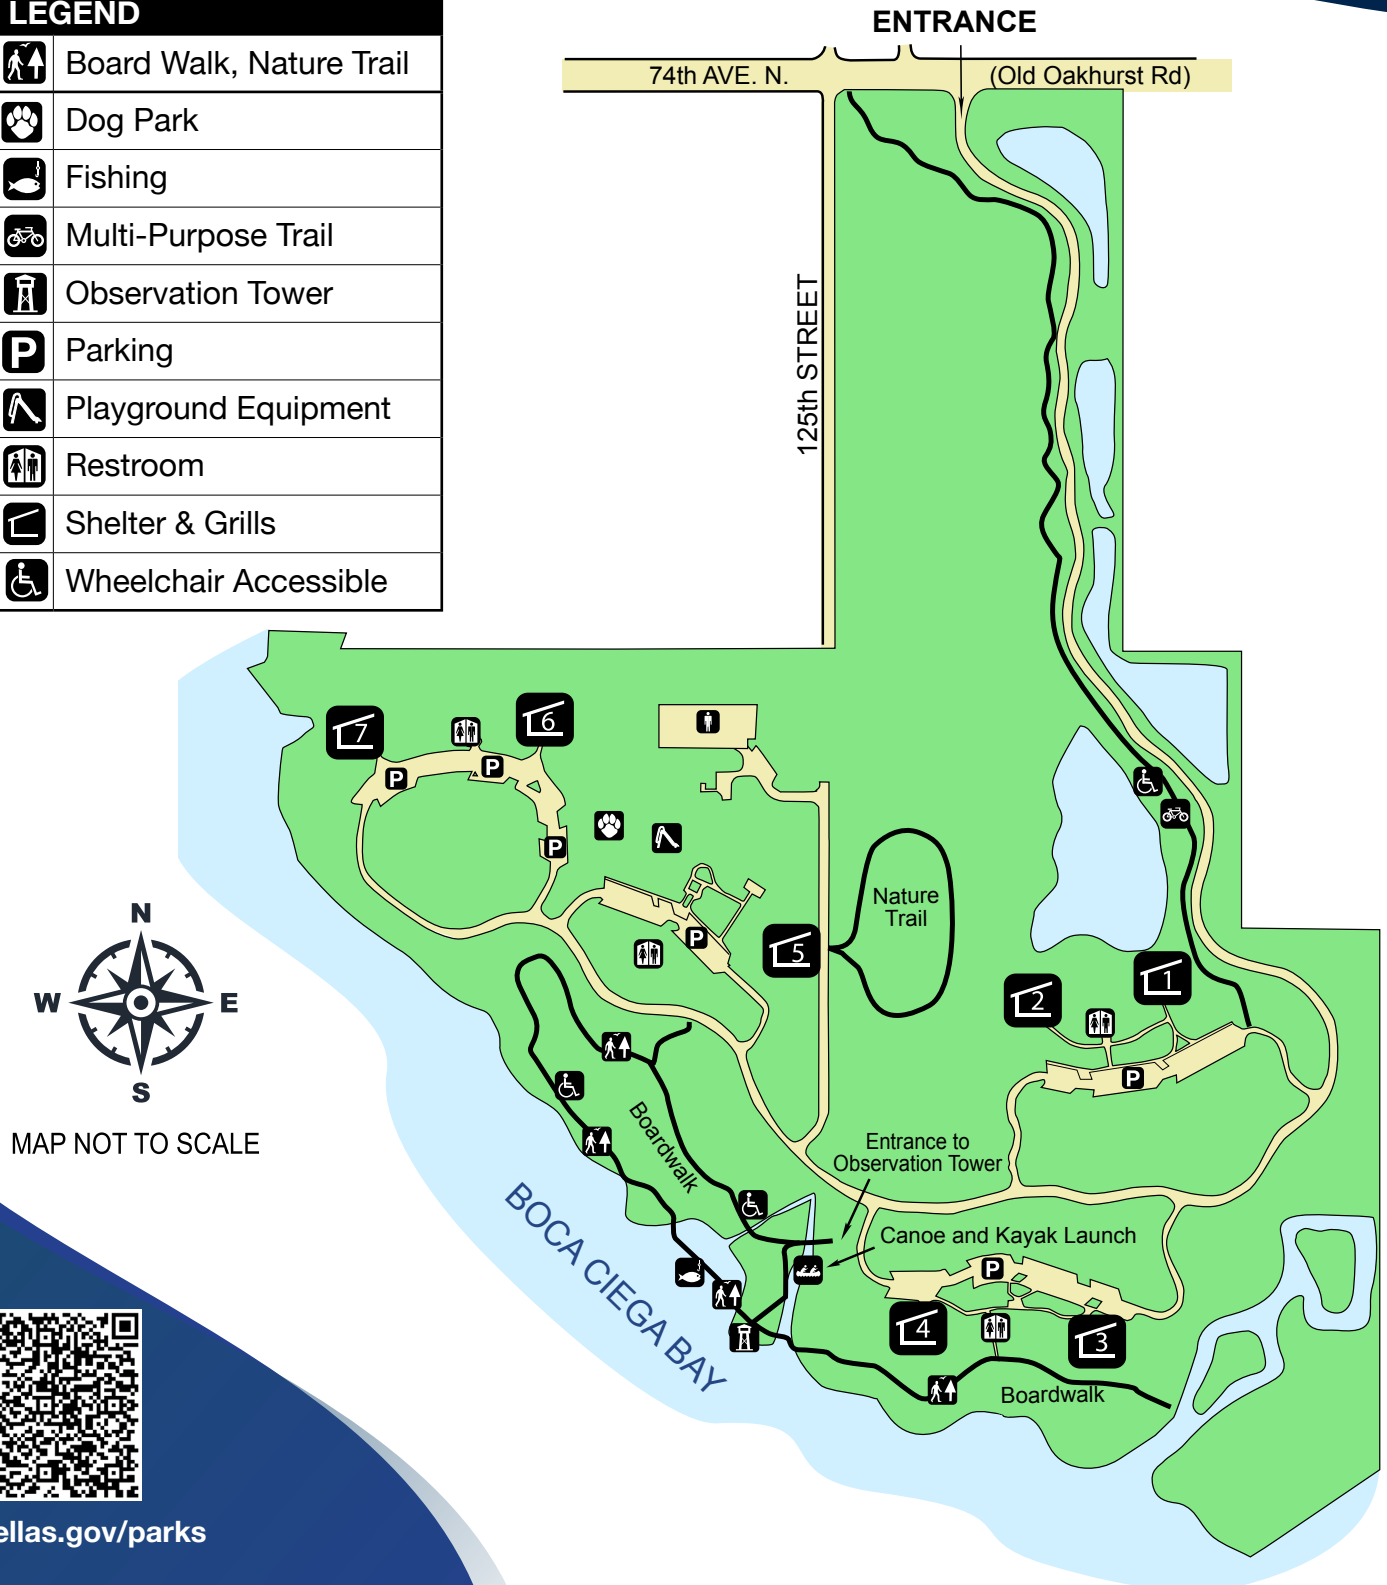 LEGEND
Board Walk, Nature Trail
Dog Park
Fishing
Multi-Purpose Trail
Observation Tower
P Parking
Playground Equipment
Restroom
Shelter & Grills
Wheelchair Accessible
ENTRANCE
74th AVE. N.
(Old Oakhurst Rd)
125th STREET
7
6
P
P
P
Nature
Trail
P
5
2
1
P
N
W
E
S
MAP NOT TO SCALE
Boardwalk
Entrance to
Observation Tower
Canoe and Kayak Launch
BOCA CIEGA BAY
P
4
3
Boardwalk
ellas.gov/parks